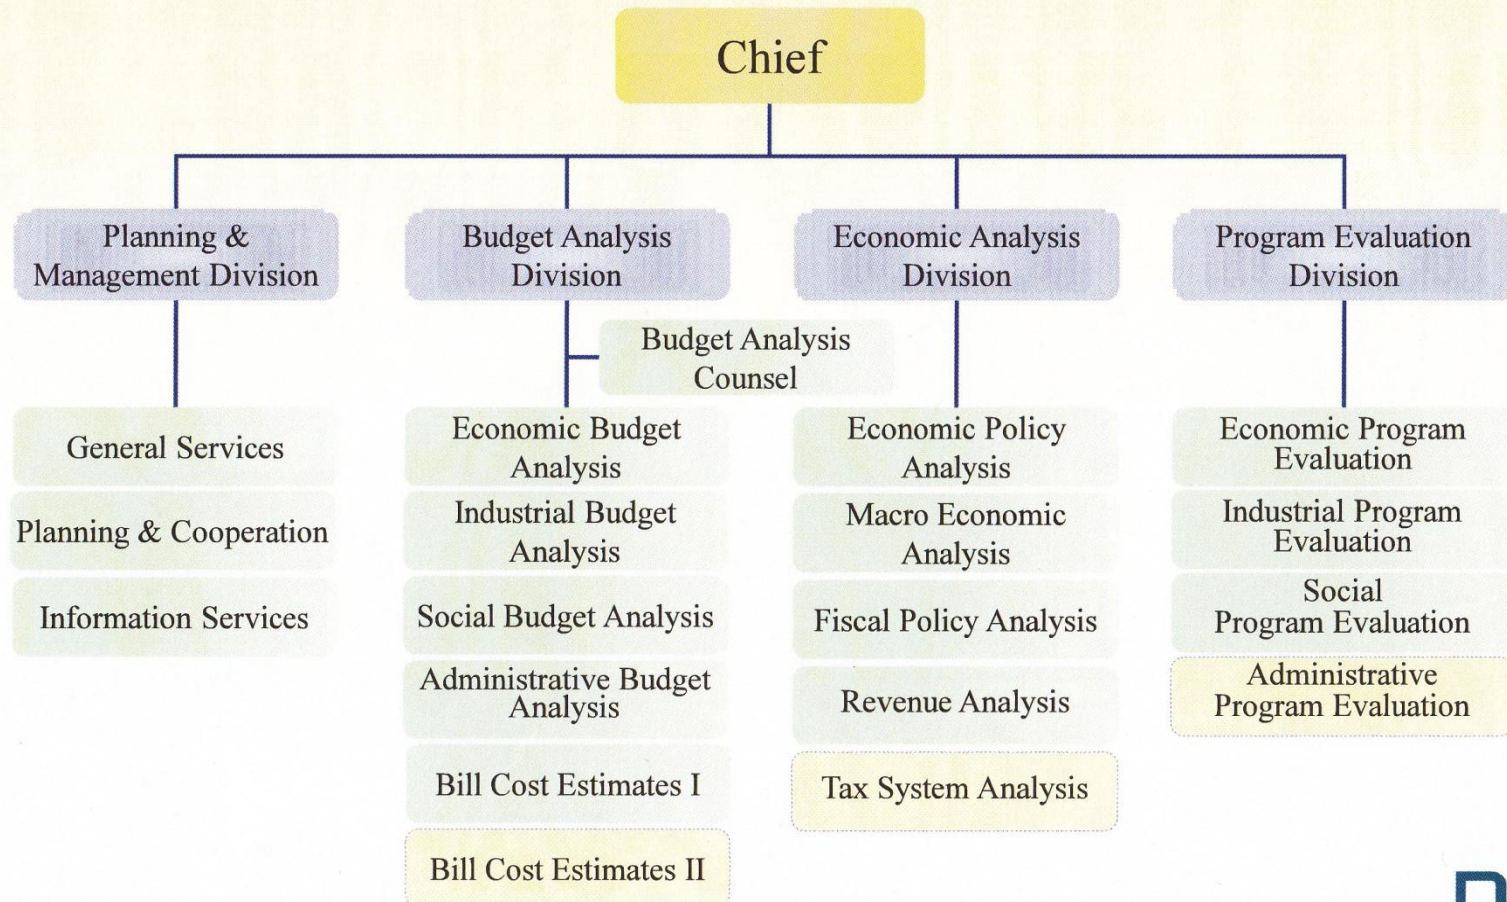 Chief
Planning &
Management Division
Budget Analysis
Division
Economic Analysis
Division
Program Evaluation
Division
Budget Analysis
Counsel
General Services
Planning & Cooperation
Information Services
Economic Budget
Analysis
Industrial Budget
Analysis
Social Budget Analysis
Administrative Budget
Analysis
Bill Cost Estimates I
Bill Cost Estimates II
Economic Policy
Analysis
Macro Economic
Analysis
Fiscal Policy Analysis
Revenue Analysis
Tax System Analysis
Economic Program
Evaluation
Industrial Program
Evaluation
Social
Program Evaluation
Administrative
Program Evaluation